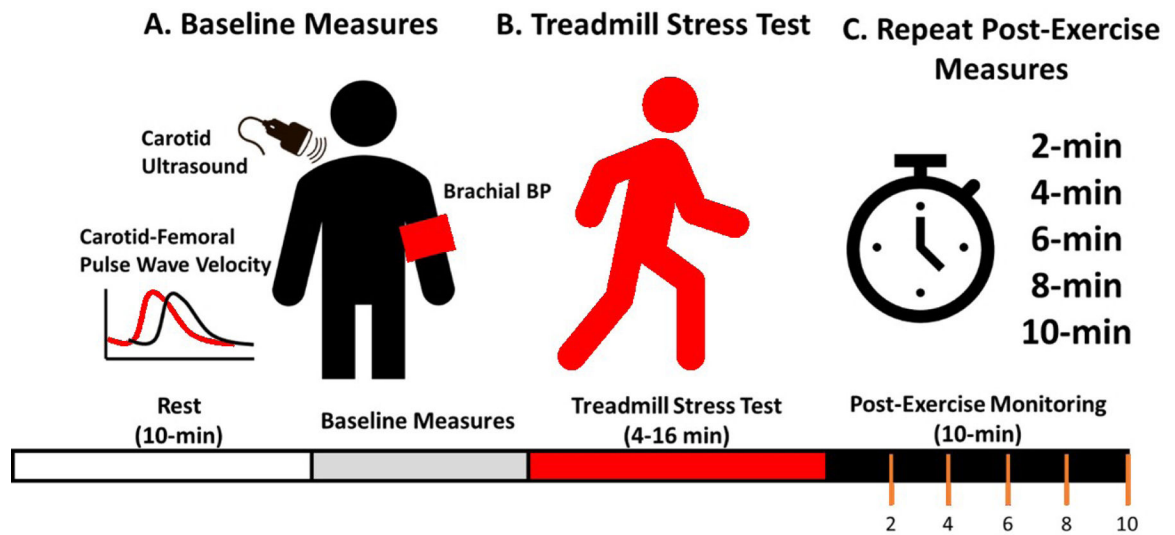 A. Baseline Measures
B. Treadmill Stress Test
C. Repeat Post-Exercise
Measures
Carotid
Ultrasound
Brachial BP
Carotid-Femoral
Pulse Wave Velocity
2-min
4-min
6-min
8-min
10-min
Rest
(10-min)
Baseline Measures
Treadmill Stress Test
(4-16 min)
Post-Exercise Monitoring
(10-min)
2
4
6
8
10